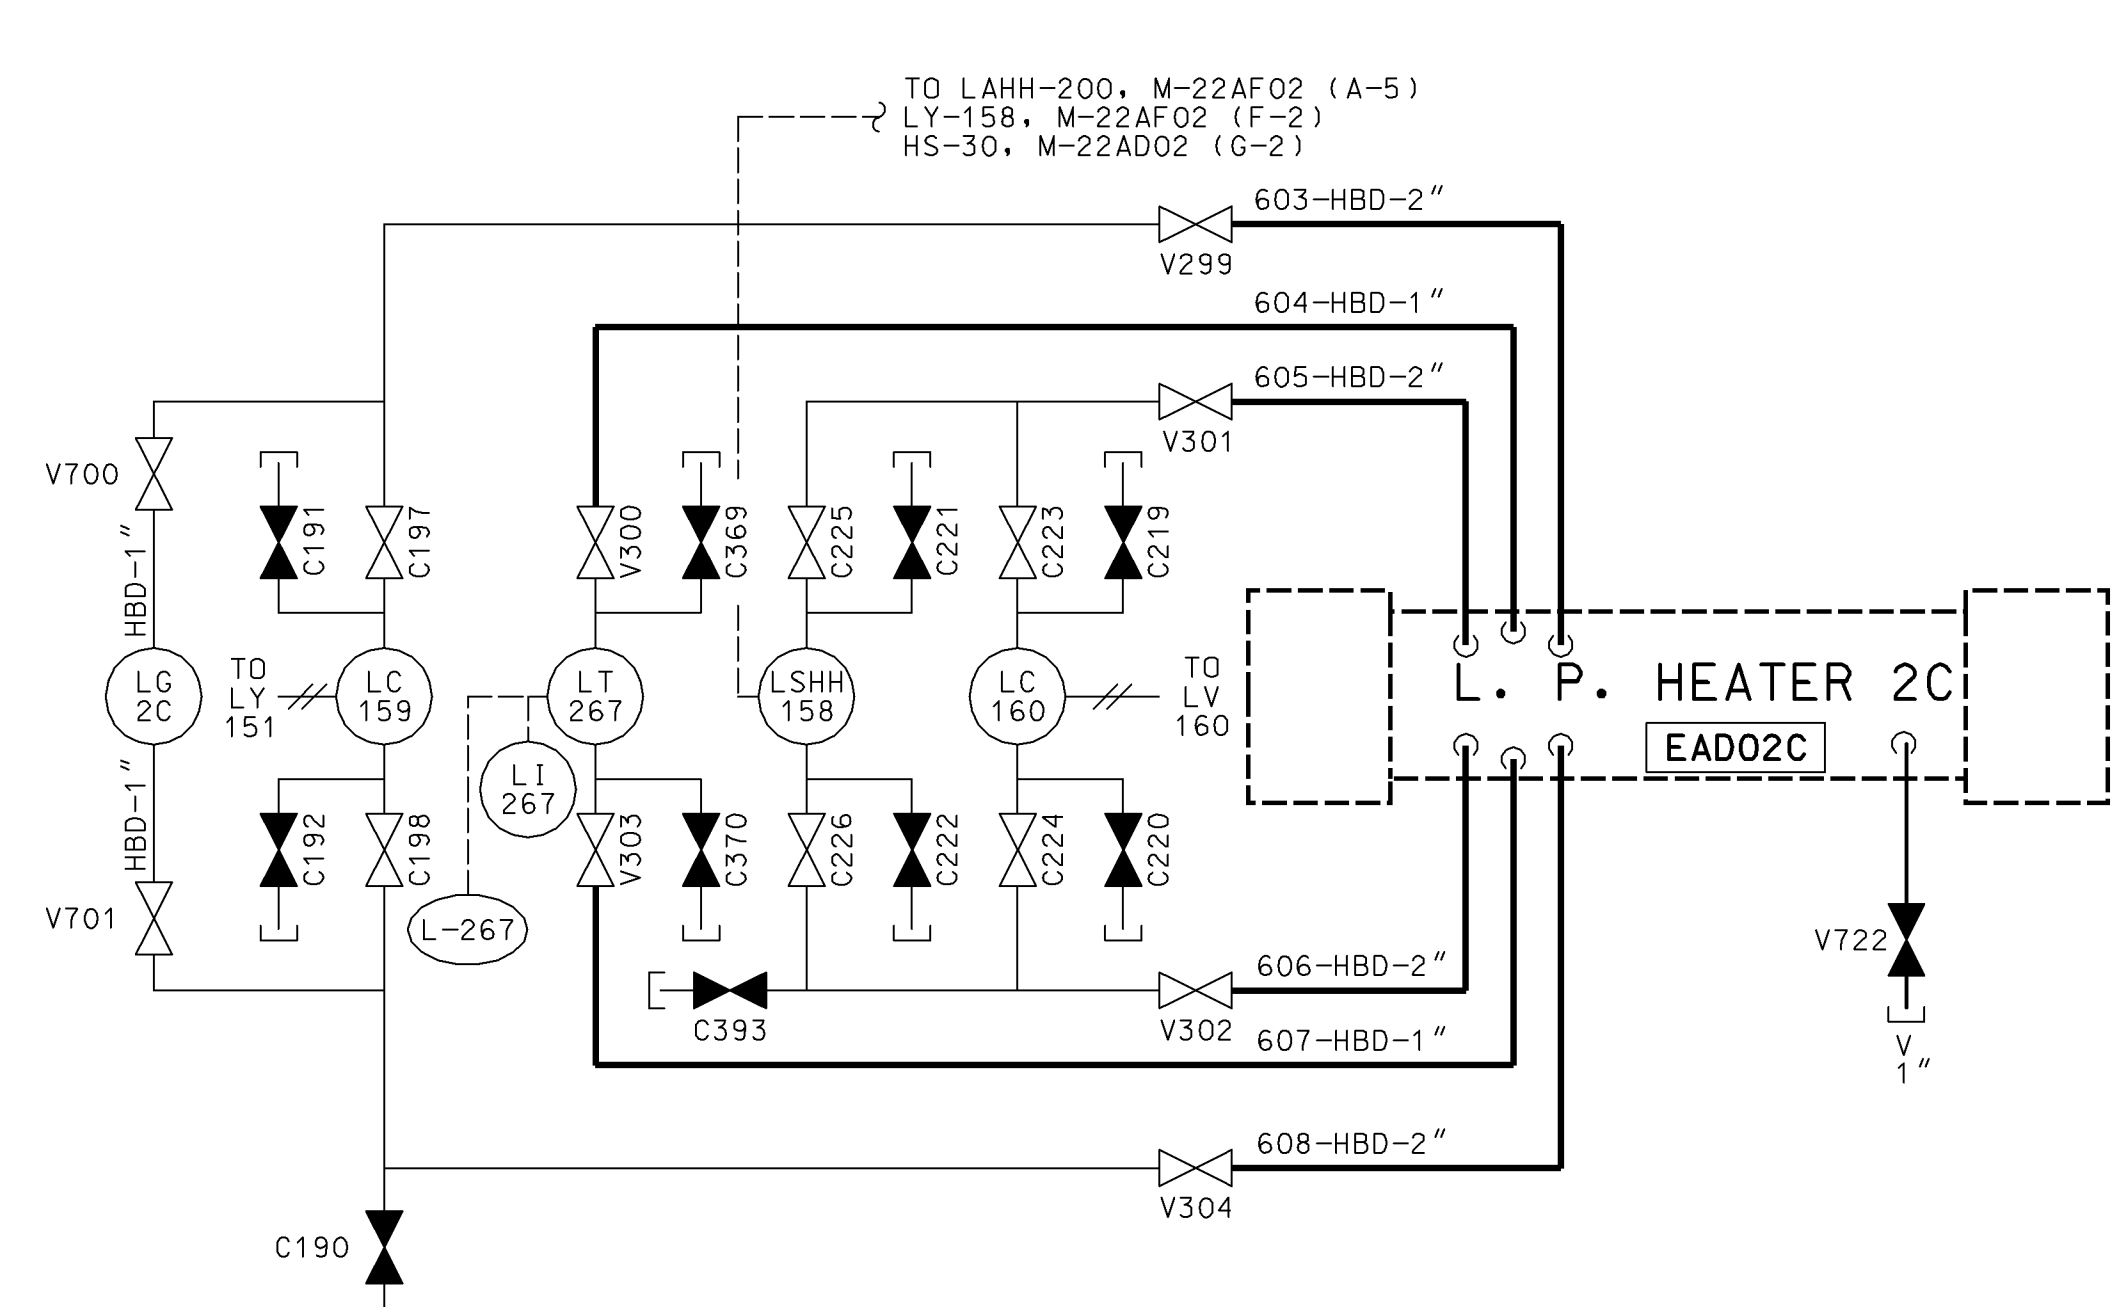 TO LAHH-200, M-22AF02 (A-5)
LY-158, M-22AF02 (F-2)
HS-30, M-22AD02 (G-2)
603-HBD-2"
V299
604-HBD-1"
605-HBD-2"
V301
V700
HBD-1"
C191
C197
V300
C369
C225
C221
C223
C219
LG
2C
TO
LY
151
LC
159
LT
267
LSHH
158
LC
160
TO
LV
160
L. P. HEATER 2C
EAD02C
LI
267
HBD-1"
C192
C198
V303
C370
C226
C222
C224
C220
V701
L-267
V722
606-HBD-2"
C393
V302
607-HBD-1"
V
1"
608-HBD-2"
V304
C190